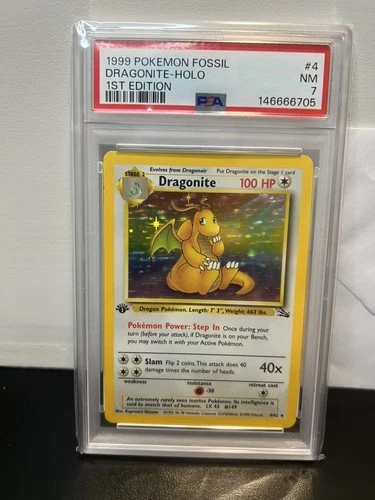 1999 POKEMON FOSSIL #4
DRAGONITE-HOLO NM
1ST EDITION 7
PSA 146666705
Evolves from Dragonair Put Dragonite on the Stage 1 card
STAGE 2
Dragonite 100 HP
Dragon Pokémon. Length: 7' 3", Weight: 463 lbs.
Pokémon Power: Step In Once during your
turn (before your attack), if Dragonite is on your Bench, you may
switch it with your Active Pokémon.
Slam Flip 2 coins. This attack does 40
damage times the number of heads. 40x
weakness resistance retreat cost
-30
An extremely rarely seen marine Pokémon. Its intelligence is
said to match that of humans. LV. 45 #149
4/62